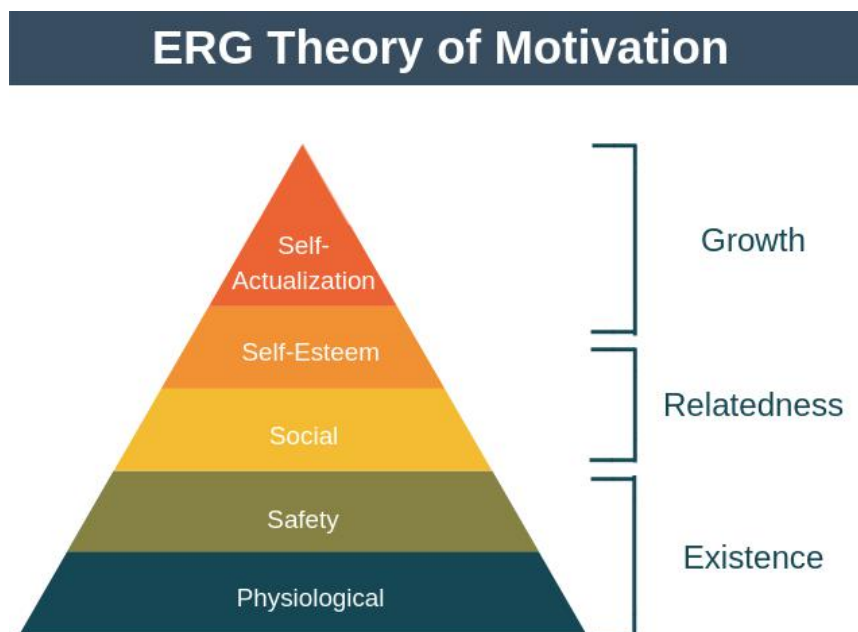 ERG Theory of Motivation
Self-
Actualization
Self-Esteem
Social
Safety
Physiological
Growth
Relatedness
Existence